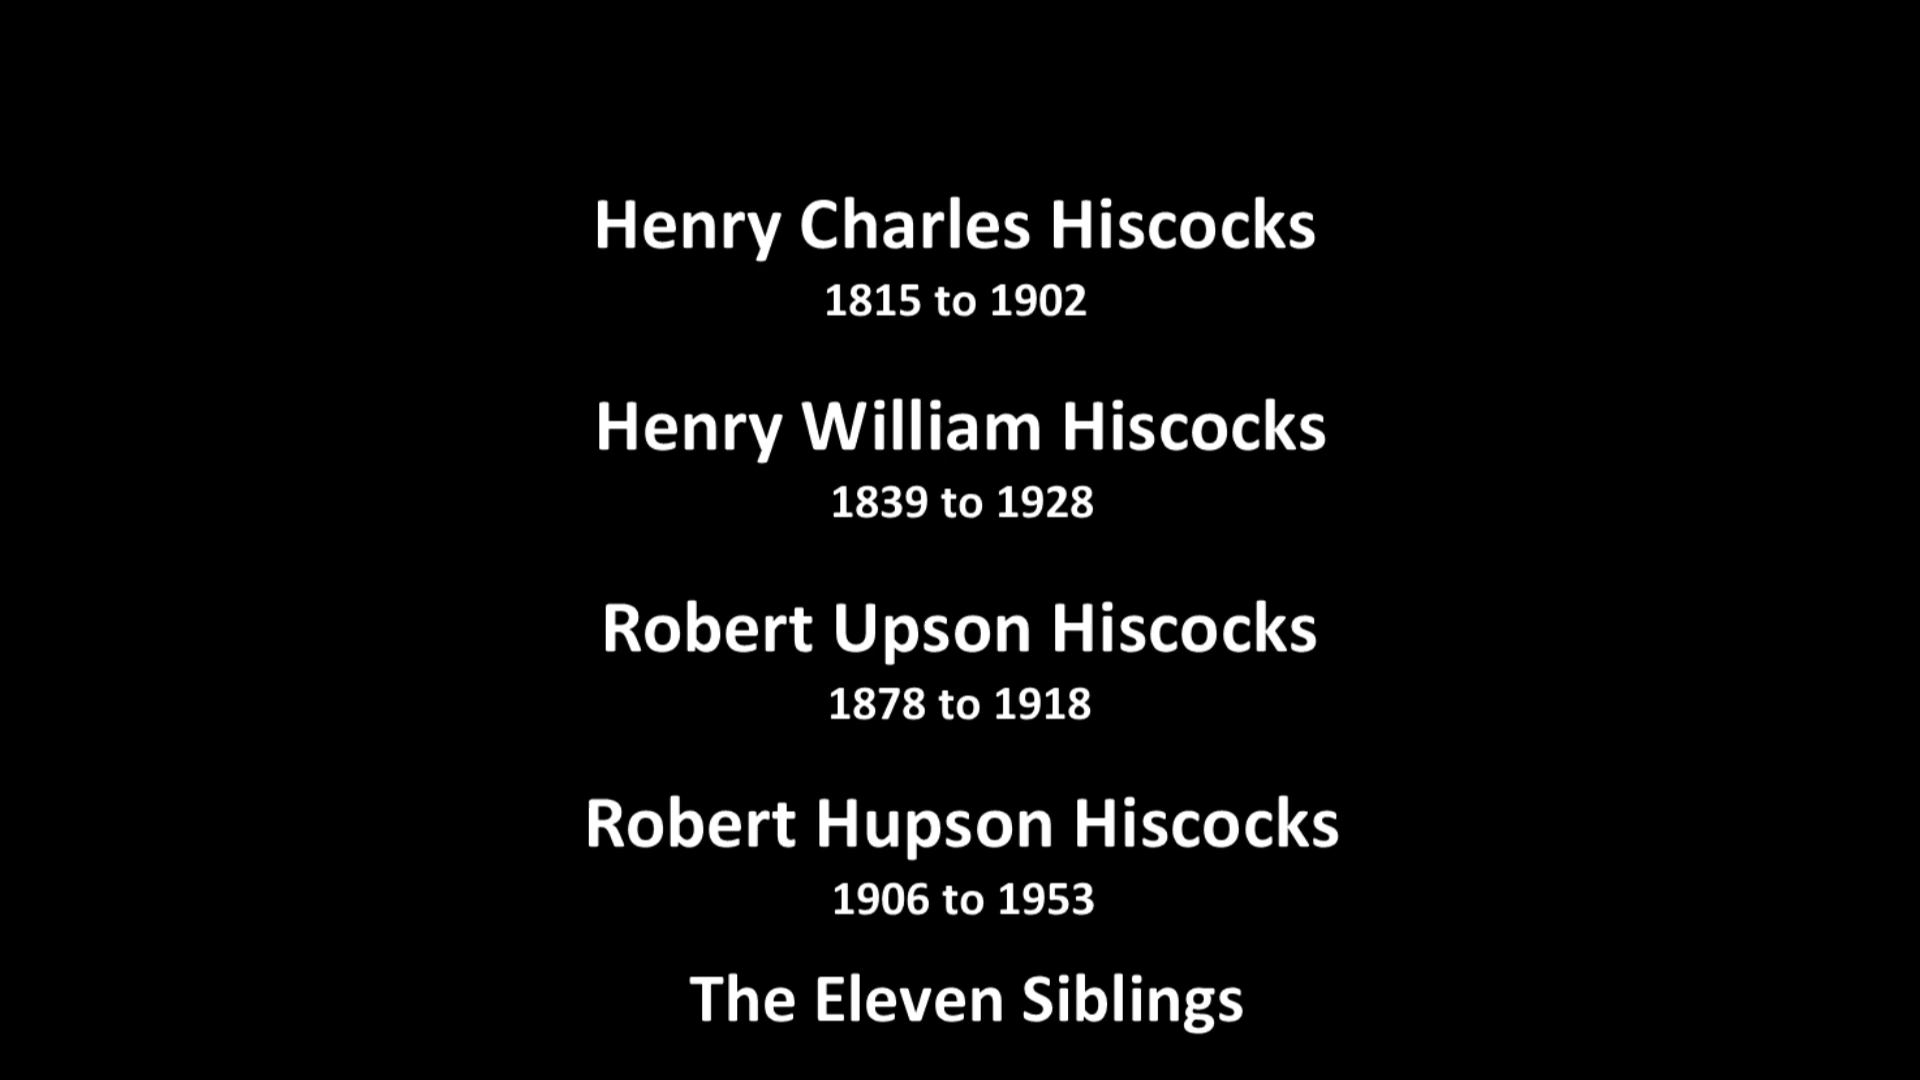 Henry Charles Hiscocks
1815 to 1902
Henry William Hiscocks
1839 to 1928
Robert Upson Hiscocks
1878 to 1918
Robert Hupson Hiscocks
1906 to 1953
The Eleven Siblings